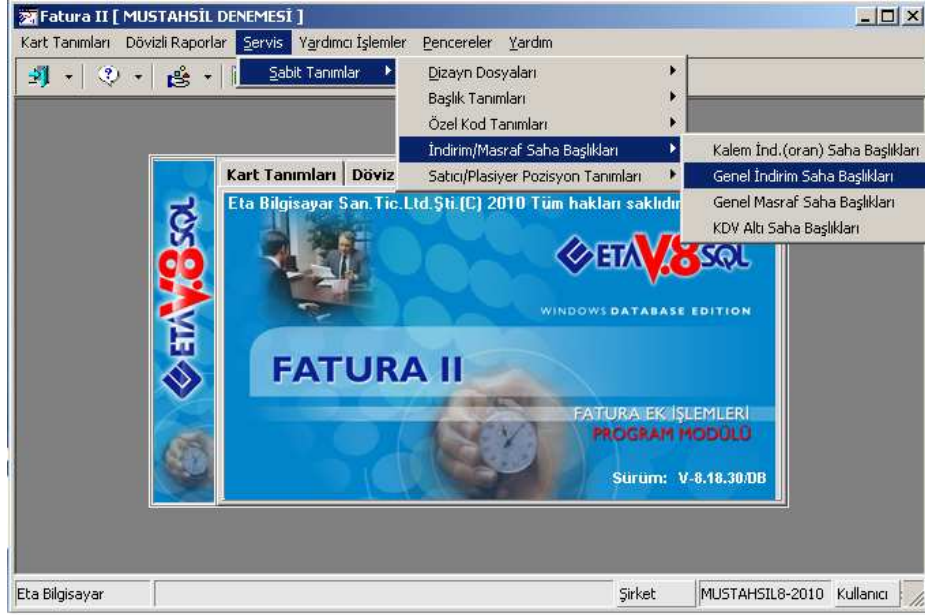 Fatura II [ MUSTAHSİL DENEMESİ ]
Kart Tanımları Dövizli Raporlar Servis Yardımcı İşlemler Pencereler Yardım
Sabit Tanımlar
Dizayn Dosyaları
Başlık Tanımları
Özel Kod Tanımları
İndirim/Masraf Saha Başlıkları
Satıcı/Plasiyer Pozisyon Tanımları
Kalem İnd.(oran) Saha Başlıkları
Genel İndirim Saha Başlıkları
Genel Masraf Saha Başlıkları
KDV Altı Saha Başlıkları
Kart Tanımları Döviz
Eta Bilgisayar San.Tic.Ltd.Şti.(C) 2010 Tüm hakları saklıdır
ETA V.8 SQL
ETA V.8 SQL
WINDOWS DATABASE EDITION
FATURA II
FATURA EK İŞLEMLERİ
PROGRAM MODÜLÜ
Sürüm: V-8.18.30/DB
Eta Bilgisayar Şirket MUSTAHSIL8-2010 Kullanıcı